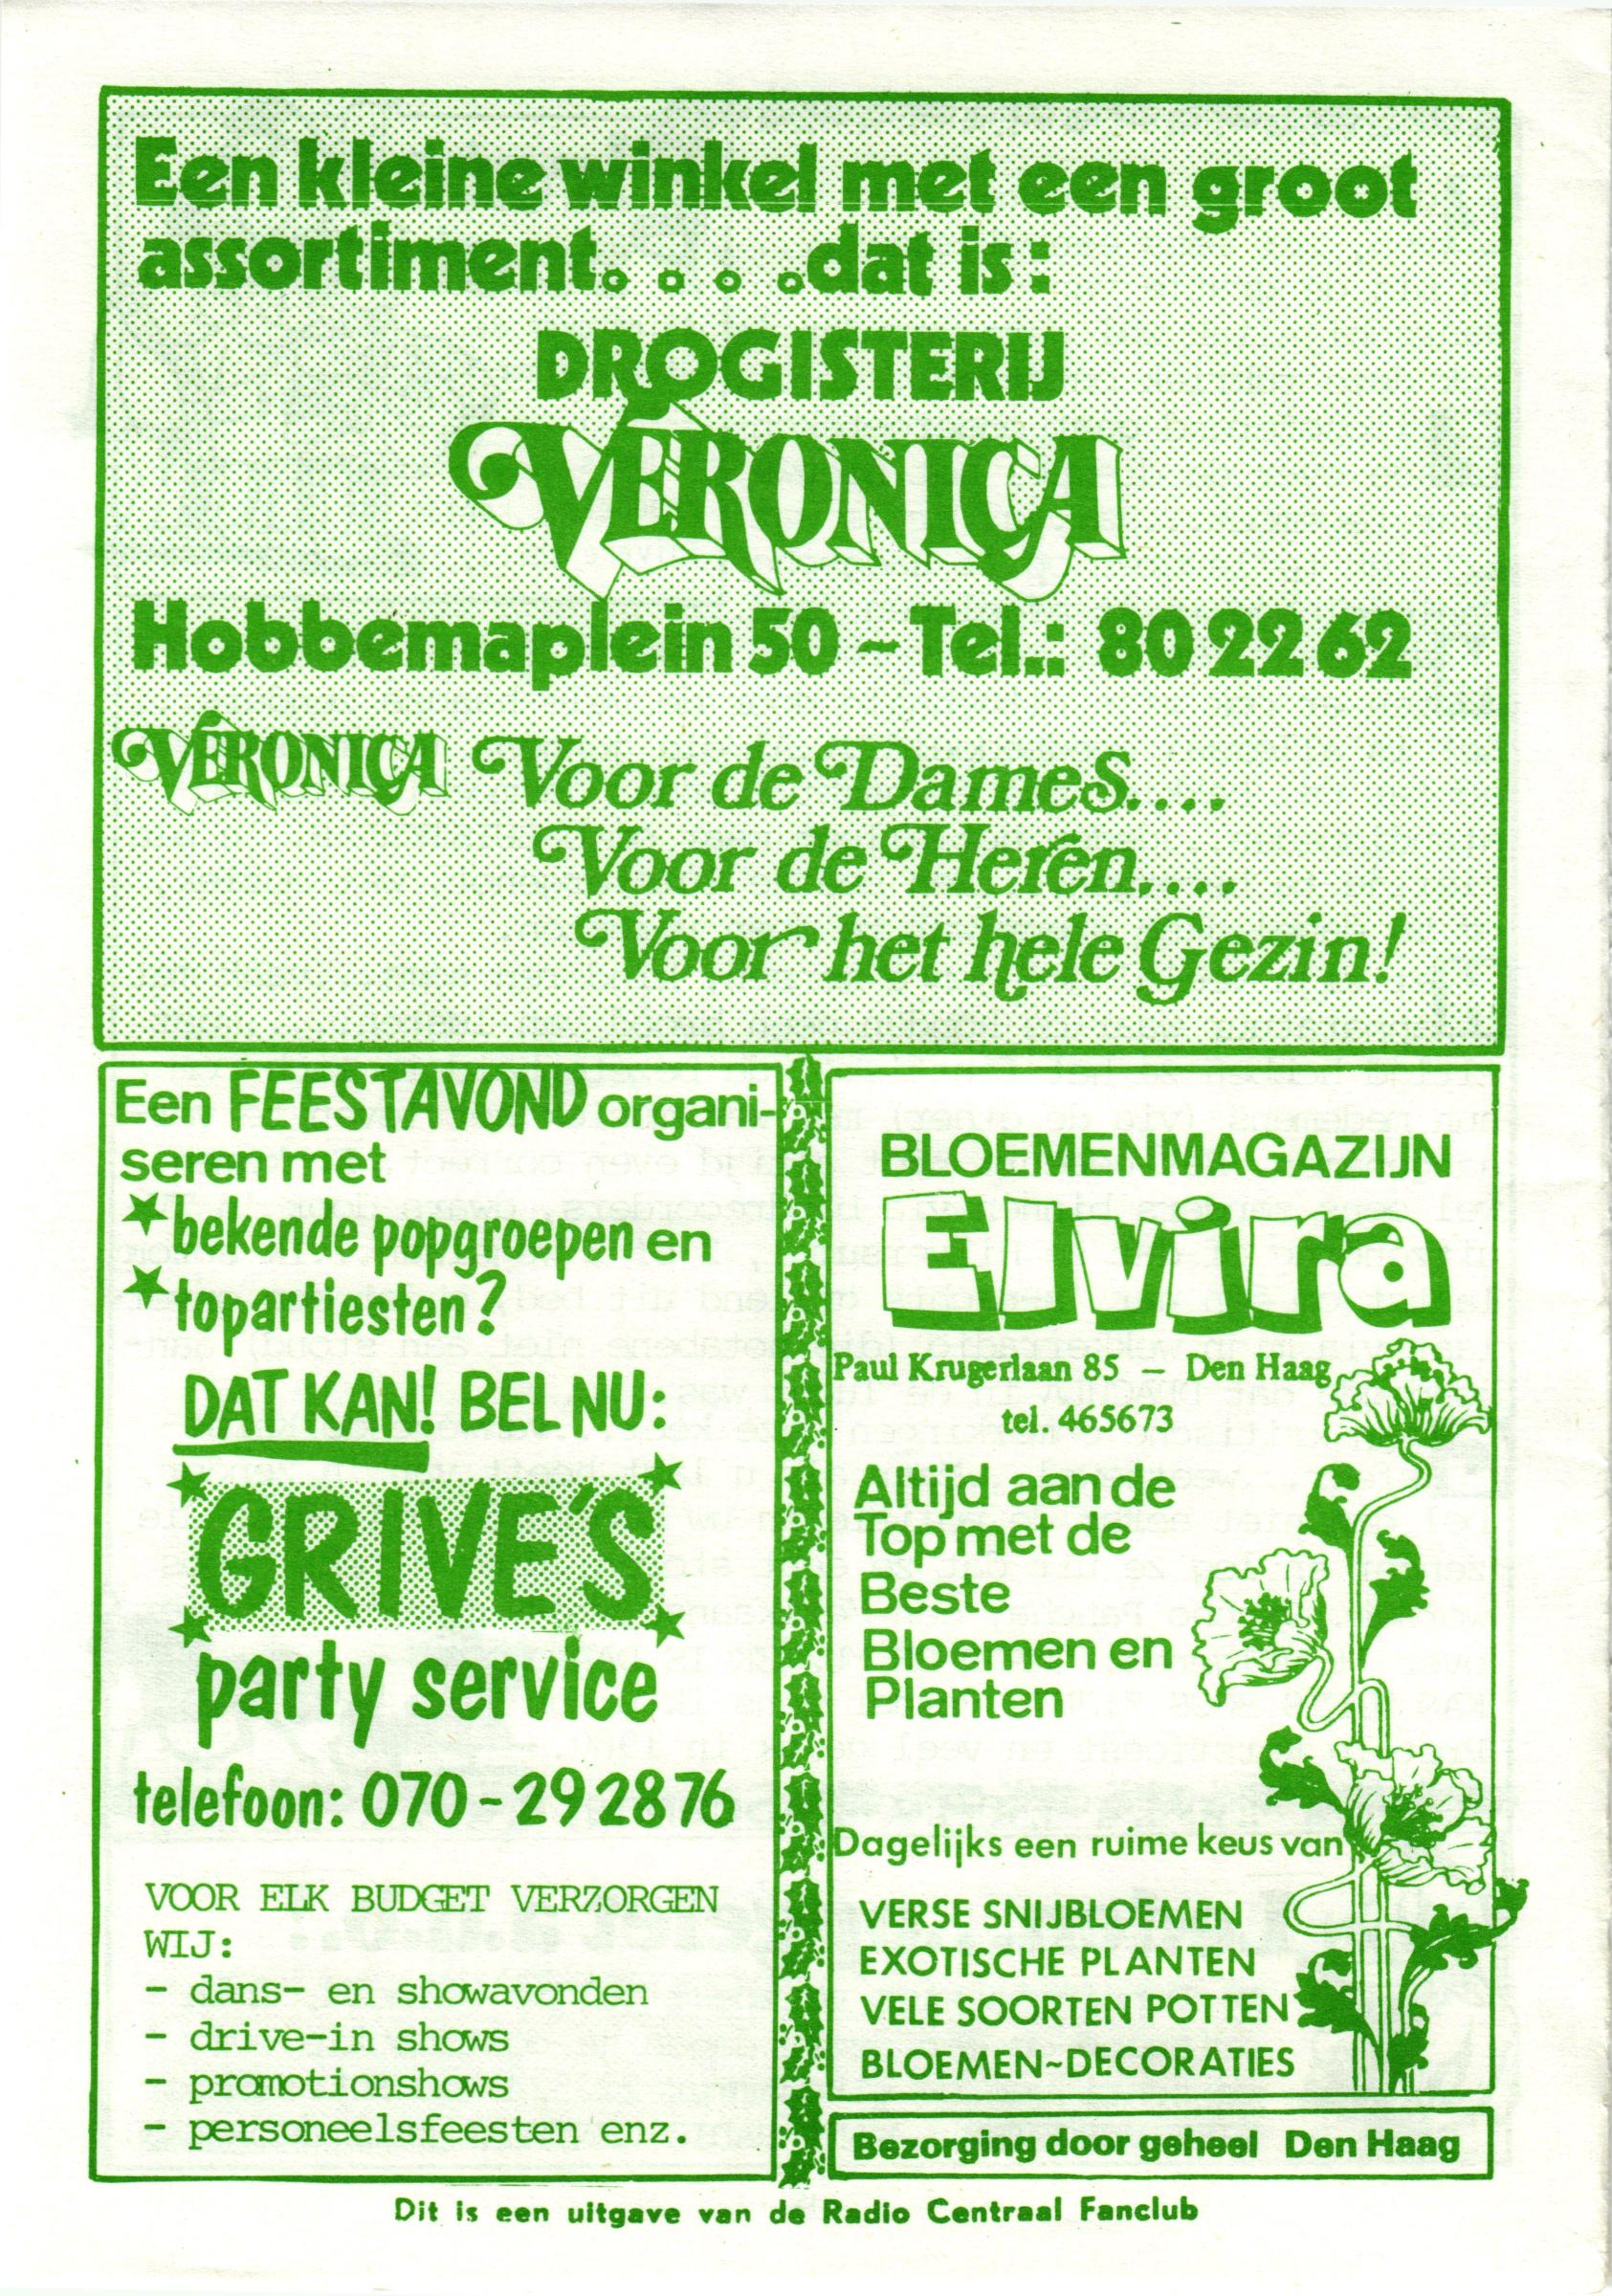 Een kleine winkel met een groot
assortiment.....dat is:
DROGISTERIJ
VERONICA
Hobbemaplein 50 ~ Tel.: 80 22 62
VERONICA Voor de Dames....
Voor de Heren....
Voor het hele Gezin!
Een FEESTAVOND organi-
seren met
bekende popgroepen en
topartiesten?
DAT KAN! BEL NU:
GRIVE'S
party service
telefoon: 070-29 28 76
VOOR ELK BUDGET VERZORGEN
WIJ:
- dans- en showavonden
- drive-in shows
- promotionshows
- personeelsfeesten enz.
BLOEMENMAGAZIJN
Elvira
Paul Krugerlaan 85 – Den Haag
tel. 465673
Altijd aan de
Top met de
Beste
Bloemen en
Planten
Dagelijks een ruime keus van
VERSE SNIJBLOEMEN
EXOTISCHE PLANTEN
VELE SOORTEN POTTEN
BLOEMEN~DECORATIES
Bezorging door geheel Den Haag
Dit is een uitgave van de Radio Centraal Fanclub